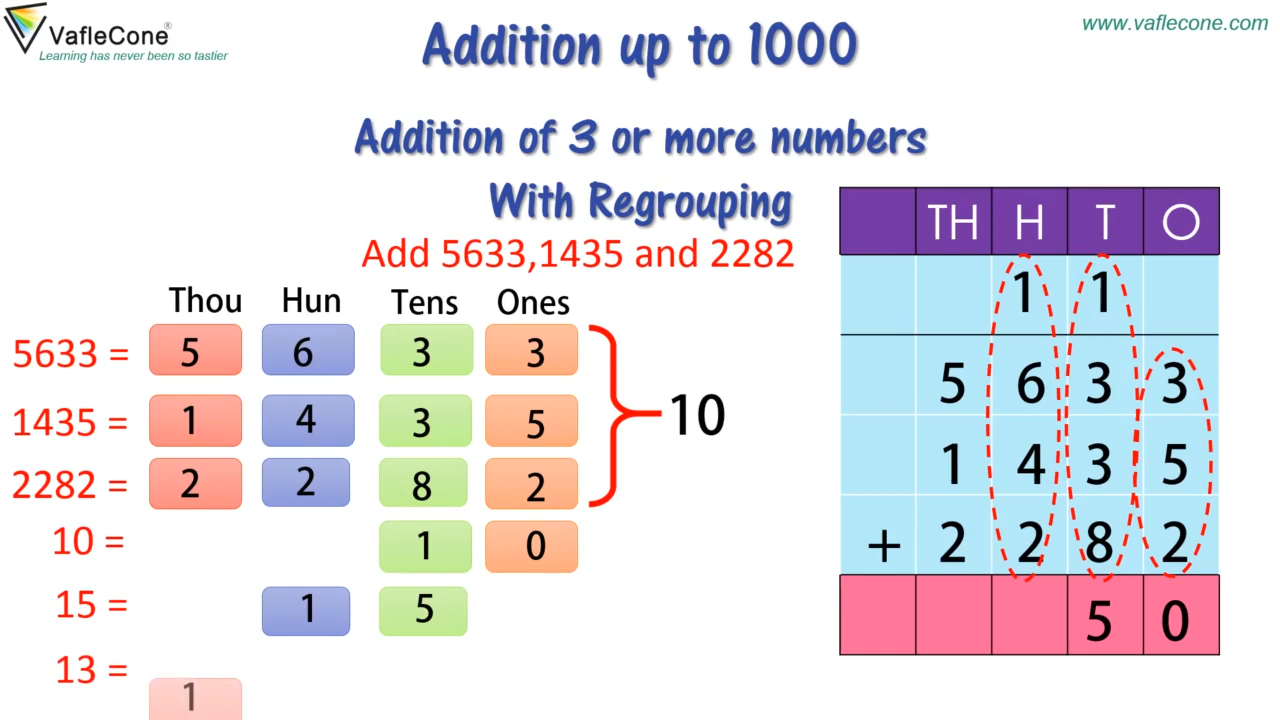 VafleCone®
Learning has never been so tastier
www.vaflecone.com
Addition up to 1000
Addition of 3 or more numbers
With Regrouping
Add 5633,1435 and 2282
Thou Hun Tens Ones
5633 = 5 6 3 3
1435 = 1 4 3 5
2282 = 2 2 8 2
10
10 = 1 0
15 = 1 5
13 =
1
TH H T O
1 1
5 6 3 3
1 4 3 5
+ 2 2 8 2
5 0